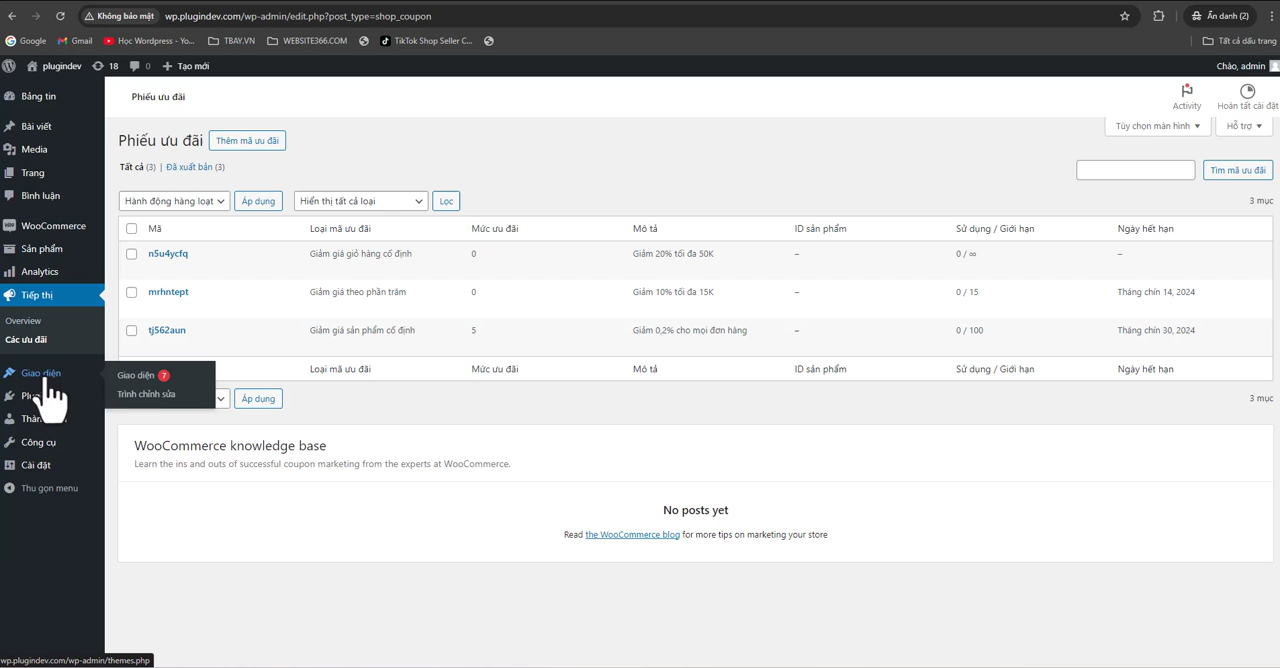 Không bảo mật
wp.plugindev.com/wp-admin/edit.php?post_type=shop_coupon
Ẩn danh (2)
Google
Gmail
Học Wordpress - Yo...
TBAY.VN
WEBSITE366.COM
TikTok Shop Seller C...
Tất cả dấu trang
plugindev
18
0
Tạo mới
Chào, admin
Bảng tin
Bài viết
Media
Trang
Bình luận
WooCommerce
Sản phẩm
Analytics
Tiếp thị
Overview
Các ưu đãi
Giao diện
Công cụ
Cài đặt
Thu gọn menu
Giao diện 7
Trình chỉnh sửa
Phiếu ưu đãi
Activity
Hoàn tất cài đặt
Tùy chọn màn hình
Hỗ trợ
Phiếu ưu đãi
Thêm mã ưu đãi
Tất cả (3) | Đã xuất bản (3)
Tìm mã ưu đãi
Hành động hàng loạt
Áp dụng
Hiển thị tất cả loại
Lọc
3 mục
Mã Loại mã ưu đãi Mức ưu đãi Mô tả ID sản phẩm Sử dụng / Giới hạn Ngày hết hạn
n5u4ycfq Giảm giá giỏ hàng cố định 0 Giảm 20% tối đa 50K – 0 / ∞ –
mrhntept Giảm giá theo phần trăm 0 Giảm 10% tối đa 15K – 0 / 15 Tháng chín 14, 2024
tj562aun Giảm giá sản phẩm cố định 5 Giảm 0,2% cho mọi đơn hàng – 0 / 100 Tháng chín 30, 2024
Loại mã ưu đãi Mức ưu đãi Mô tả ID sản phẩm Sử dụng / Giới hạn Ngày hết hạn
Áp dụng
3 mục
WooCommerce knowledge base
Learn the ins and outs of successful coupon marketing from the experts at WooCommerce.
No posts yet
Read the WooCommerce blog for more tips on marketing your store
wp.plugindev.com/wp-admin/themes.php